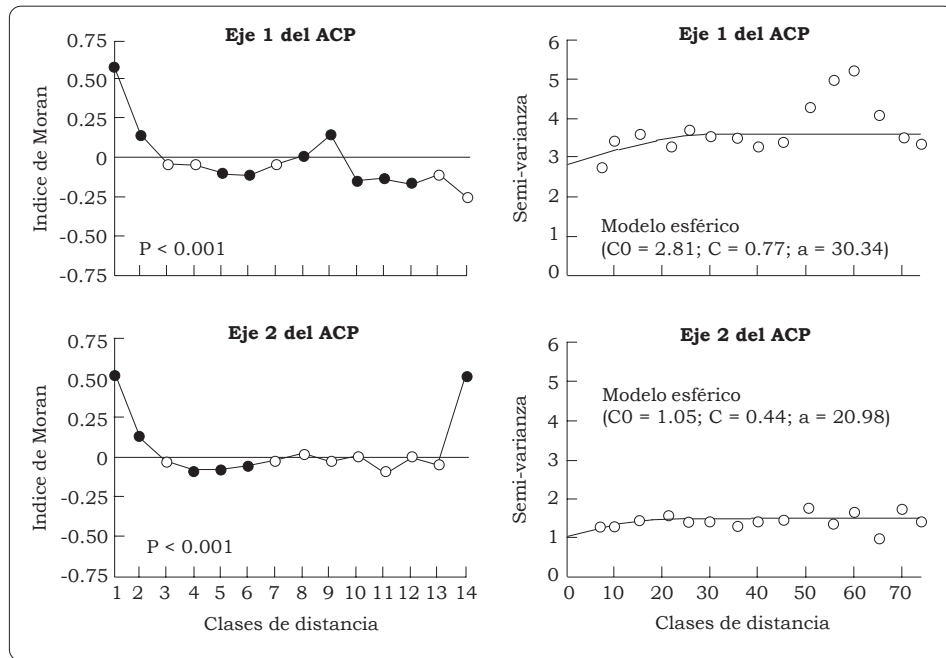 Eje 1 del ACP
0.75
0.50
0.25
0
-0.25
-0.50
-0.75
Indice de Moran
P < 0.001
Eje 1 del ACP
6
5
4
3
2
1
0
Semi-varianza
Modelo esférico
(C0 = 2.81; C = 0.77; a = 30.34)
Eje 2 del ACP
0.75
0.50
0.25
0
-0.25
-0.50
-0.75
Indice de Moran
P < 0.001
1 2 3 4 5 6 7 8 9 10 11 12 13 14
Clases de distancia
Eje 2 del ACP
6
5
4
3
2
1
0
Semi-varianza
Modelo esférico
(C0 = 1.05; C = 0.44; a = 20.98)
0 10 20 30 40 50 60 70
Clases de distancia